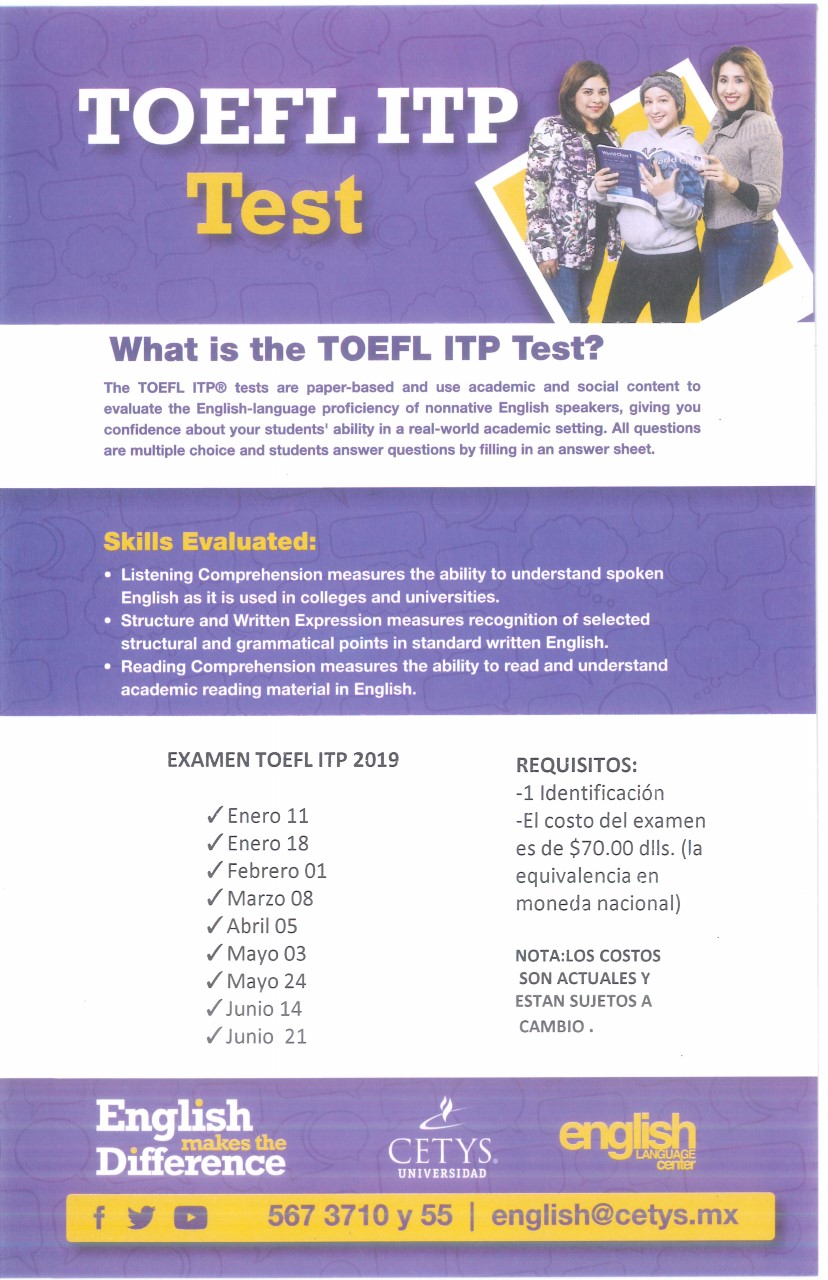 TOEFL ITP
Test
World Class 1
World Class
What is the TOEFL ITP Test?
The TOEFL ITP® tests are paper-based and use academic and social content to
evaluate the English-language proficiency of nonnative English speakers, giving you
confidence about your students' ability in a real-world academic setting. All questions
are multiple choice and students answer questions by filling in an answer sheet.
Skills Evaluated:
• Listening Comprehension measures the ability to understand spoken
English as it is used in colleges and universities.
• Structure and Written Expression measures recognition of selected
structural and grammatical points in standard written English.
• Reading Comprehension measures the ability to read and understand
academic reading material in English.
EXAMEN TOEFL ITP 2019
✓ Enero 11
✓ Enero 18
✓ Febrero 01
✓ Marzo 08
✓ Abril 05
✓ Mayo 03
✓ Mayo 24
✓ Junio 14
✓ Junio 21
REQUISITOS:
-1 Identificación
-El costo del examen
es de $70.00 dlls. (la
equivalencia en
moneda nacional)
NOTA:LOS COSTOS
SON ACTUALES Y
ESTAN SUJETOS A
CAMBIO .
English
makes the
Difference
CETYS®
UNIVERSIDAD
english
LANGUAGE
center
567 3710 y 55 | english@cetys.mx